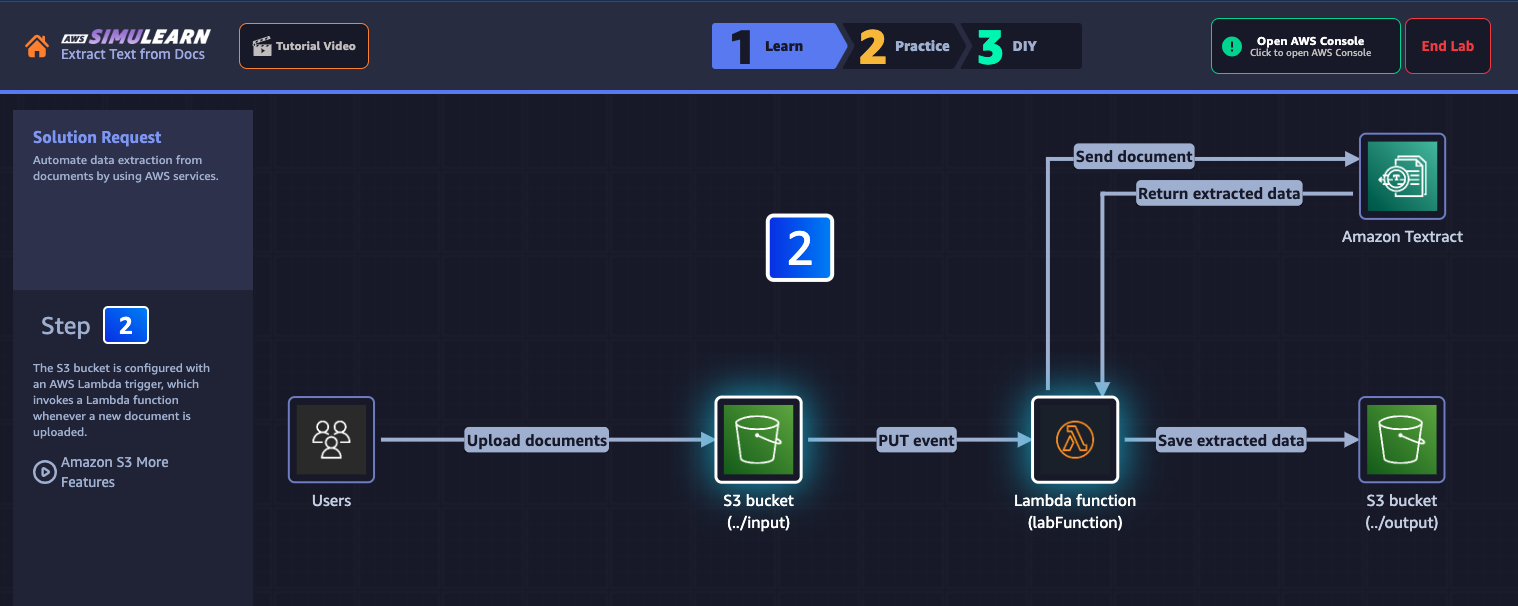 AWS SIMULEARN
Extract Text from Docs
Tutorial Video
1 Learn
2 Practice
3 DIY
! Open AWS Console
Click to open AWS Console
End Lab
Solution Request
Automate data extraction from
documents by using AWS services.
Step 2
The S3 bucket is configured with
an AWS Lambda trigger, which
invokes a Lambda function
whenever a new document is
uploaded.
Amazon S3 More
Features
2
Send document
Return extracted data
Amazon Textract
Upload documents
PUT event
Save extracted data
Users
S3 bucket
(../input)
Lambda function
(labFunction)
S3 bucket
(../output)